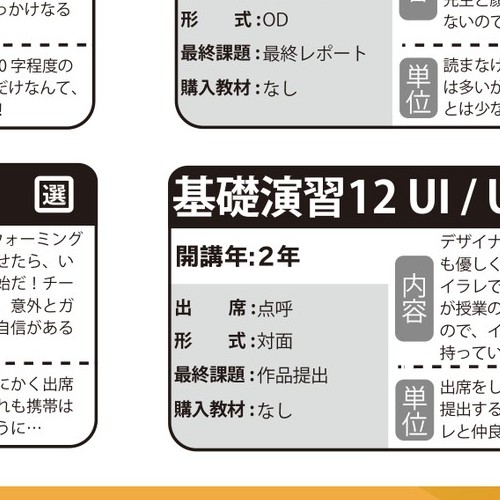 っかけなる
0 字程度の
だけなんて、
!
形 式:OD
最終課題:最終レポート
購入教材:なし
ないので
単位
読まなけ
は多いが
とは少な
選
フォーミング
せたら、い
始だ！チー
意外とガ
自信がある
にかく出席
れも携帯は
うに…
基礎演習12 UI / U
開講年:2年
出 席:点呼
形 式:対面
最終課題:作品提出
購入教材:なし
内容
デザイナ
も優しく
イラレで
が授業の
ので、イ
持ってい
単位
出席をし
提出する
レと仲良